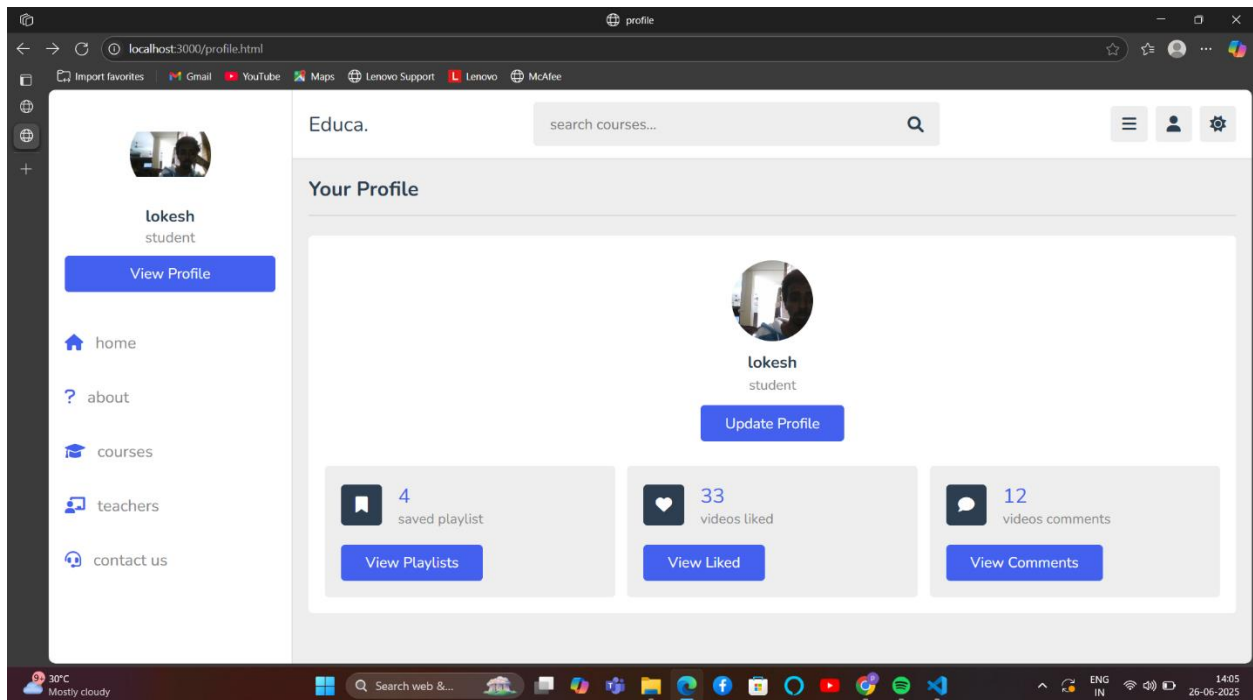 profile
localhost:3000/profile.html
Import favorites Gmail YouTube Maps Lenovo Support L Lenovo McAfee
Educa.
search courses...
lokesh
student
View Profile
home
about
courses
teachers
contact us
Your Profile
lokesh
student
Update Profile
4
saved playlist
View Playlists
33
videos liked
View Liked
12
videos comments
View Comments
9+
30°C
Mostly cloudy
Search web &...
ENG
IN
14:05
26-06-2025